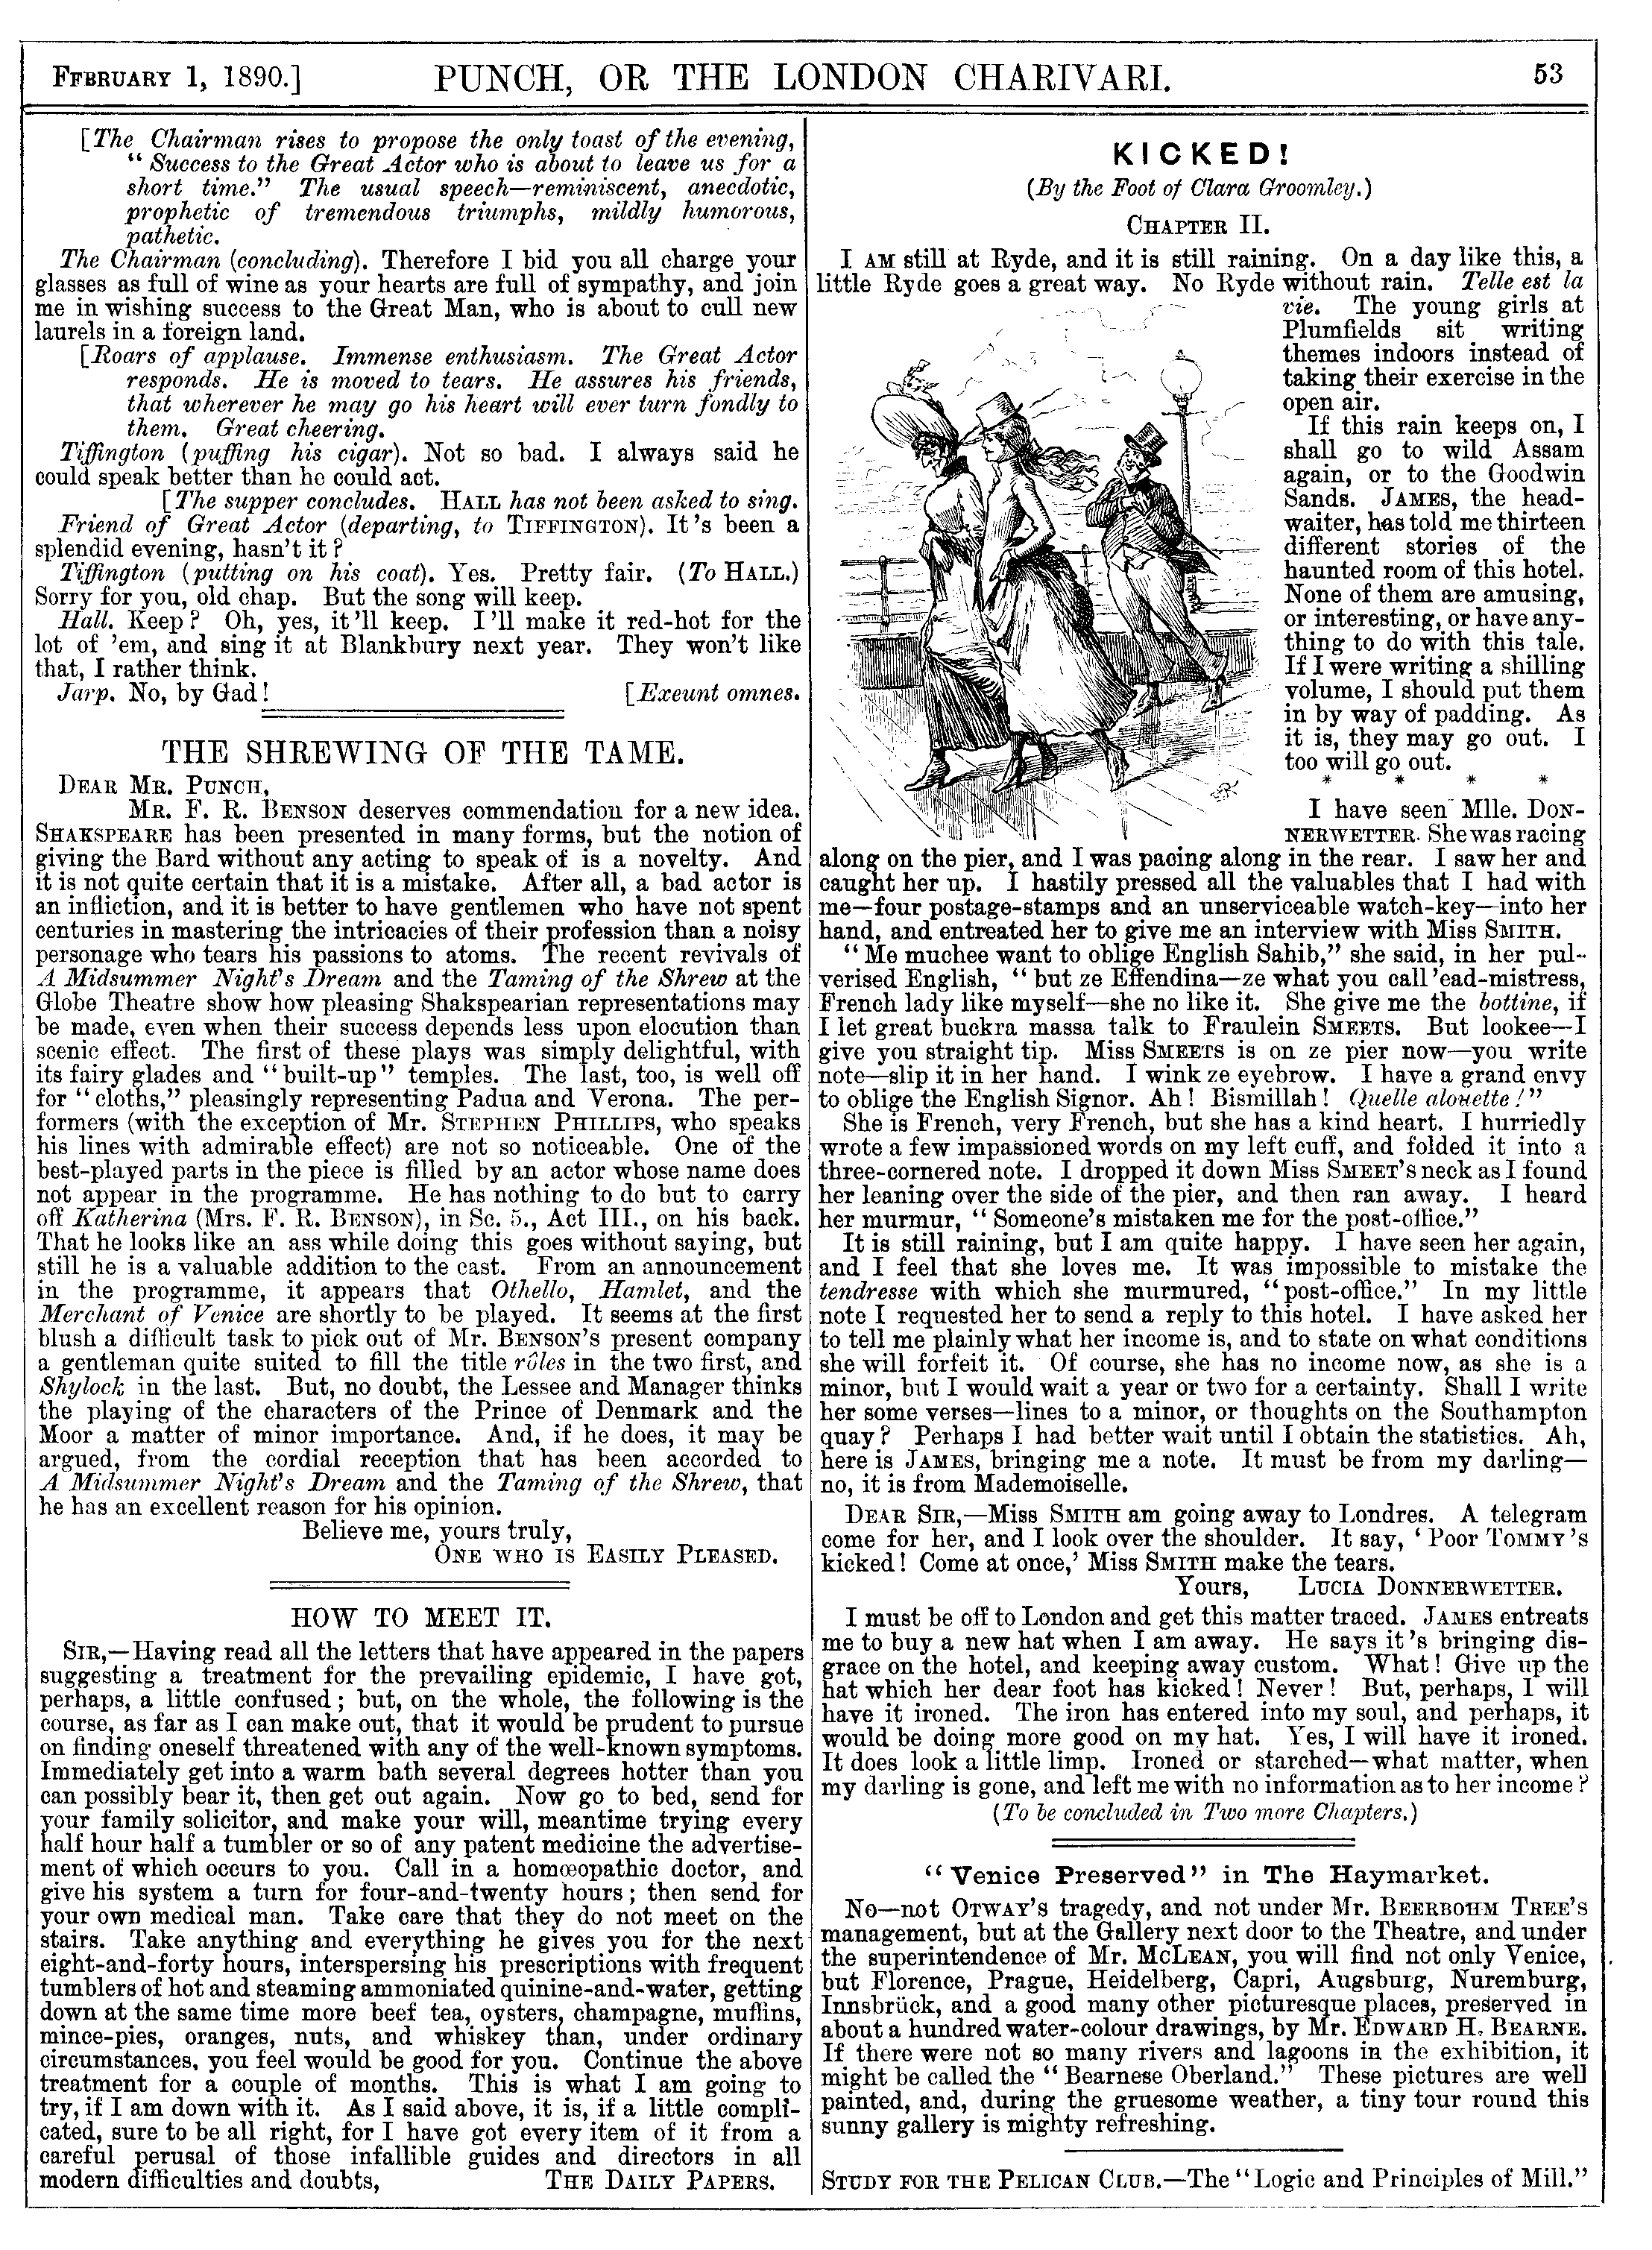 FFBRUARY 1, 1890.] PUNCH, OR THE LONDON CHARIVARI. 53
[The Chairman rises to propose the only toast of the evening,
“Success to the Great Actor who is about to leave us for a
short time.” The usual speech—reminiscent, anecdotic,
prophetic of tremendous triumphs, mildly humorous,
pathetic.
The Chairman (concluding). Therefore I bid you all charge your
glasses as full of wine as your hearts are full of sympathy, and join
me in wishing success to the Great Man, who is about to cull new
laurels in a foreign land.
[Roars of applause. Immense enthusiasm. The Great Actor
responds. He is moved to tears. He assures his friends,
that wherever he may go his heart will ever turn fondly to
them. Great cheering.
Tiffington (puffing his cigar). Not so bad. I always said he
could speak better than he could act.
[The supper concludes. HALL has not been asked to sing.
Friend of Great Actor (departing, to TIFFINGTON). It's been a
splendid evening, hasn't it?
Tiffington (putting on his coat). Yes. Pretty fair. (To HALL.)
Sorry for you, old chap. But the song will keep.
Hall. Keep? Oh, yes, it'll keep. I'll make it red-hot for the
lot of 'em, and sing it at Blankbury next year. They won't like
that, I rather think.
Jarp. No, by Gad! [Exeunt omnes.
THE SHREWING OF THE TAME.
DEAR MR. PUNCH,
MR. F. R. BENSON deserves commendation for a new idea.
SHAKSPEARE has been presented in many forms, but the notion of
giving the Bard without any acting to speak of is a novelty. And
it is not quite certain that it is a mistake. After all, a bad actor is
an infliction, and it is better to have gentlemen who have not spent
centuries in mastering the intricacies of their profession than a noisy
personage who tears his passions to atoms. The recent revivals of
A Midsummer Night's Dream and the Taming of the Shrew at the
Globe Theatre show how pleasing Shakspearian representations may
be made, even when their success depends less upon elocution than
scenic effect. The first of these plays was simply delightful, with
its fairy glades and “built-up” temples. The last, too, is well off
for “cloths,” pleasingly representing Padua and Verona. The per-
formers (with the exception of Mr. STEPHEN PHILLIPS, who speaks
his lines with admirable effect) are not so noticeable. One of the
best-played parts in the piece is filled by an actor whose name does
not appear in the programme. He has nothing to do but to carry
off Katherina (Mrs. F. R. BENSON), in Sc. 5., Act III., on his back.
That he looks like an ass while doing this goes without saying, but
still he is a valuable addition to the cast. From an announcement
in the programme, it appears that Othello, Hamlet, and the
Merchant of Venice are shortly to be played. It seems at the first
blush a difficult task to pick out of Mr. BENSON'S present company
a gentleman quite suited to fill the title rôles in the two first, and
Shylock in the last. But, no doubt, the Lessee and Manager thinks
the playing of the characters of the Prince of Denmark and the
Moor a matter of minor importance. And, if he does, it may be
argued, from the cordial reception that has been accorded to
A Midsummer Night's Dream and the Taming of the Shrew, that
he has an excellent reason for his opinion.
Believe me, yours truly,
ONE WHO IS EASILY PLEASED.
HOW TO MEET IT.
SIR,—Having read all the letters that have appeared in the papers
suggesting a treatment for the prevailing epidemic, I have got,
perhaps, a little confused; but, on the whole, the following is the
course, as far as I can make out, that it would be prudent to pursue
on finding oneself threatened with any of the well-known symptoms.
Immediately get into a warm bath several degrees hotter than you
can possibly bear it, then get out again. Now go to bed, send for
your family solicitor, and make your will, meantime trying every
half hour half a tumbler or so of any patent medicine the advertise-
ment of which occurs to you. Call in a homœopathic doctor, and
give his system a turn for four-and-twenty hours; then send for
your own medical man. Take care that they do not meet on the
stairs. Take anything and everything he gives you for the next
eight-and-forty hours, interspersing his prescriptions with frequent
tumblers of hot and steaming ammoniated quinine-and-water, getting
down at the same time more beef tea, oysters, champagne, muffins,
mince-pies, oranges, nuts, and whiskey than, under ordinary
circumstances, you feel would be good for you. Continue the above
treatment for a couple of months. This is what I am going to
try, if I am down with it. As I said above, it is, if a little compli-
cated, sure to be all right, for I have got every item of it from a
careful perusal of those infallible guides and directors in all
modern difficulties and doubts, THE DAILY PAPERS.
KICKED!
(By the Foot of Clara Groomley.)
CHAPTER II.
I AM still at Ryde, and it is still raining. On a day like this, a
little Ryde goes a great way. No Ryde without rain. Telle est la
vie. The young girls at
Plumfields sit writing
themes indoors instead of
taking their exercise in the
open air.
If this rain keeps on, I
shall go to wild Assam
again, or to the Goodwin
Sands. JAMES, the head-
waiter, has told me thirteen
different stories of the
haunted room of this hotel.
None of them are amusing,
or interesting, or have any-
thing to do with this tale.
If I were writing a shilling
volume, I should put them
in by way of padding. As
it is, they may go out. I
too will go out.
* * * *
I have seen Mlle. DON-
NERWETTER. She was racing
along on the pier, and I was pacing along in the rear. I saw her and
caught her up. I hastily pressed all the valuables that I had with
me—four postage-stamps and an unserviceable watch-key—into her
hand, and entreated her to give me an interview with Miss SMITH.
“Me muchee want to oblige English Sahib,” she said, in her pul-
verised English, “but ze Effendina—ze what you call 'ead-mistress,
French lady like myself—she no like it. She give me the bottine, if
I let great buckra massa talk to Fraulein SMEETS. But lookee—I
give you straight tip. Miss SMEETS is on ze pier now—you write
note—slip it in her hand. I wink ze eyebrow. I have a grand envy
to oblige the English Signor. Ah! Bismillah! Quelle alouette!”
She is French, very French, but she has a kind heart. I hurriedly
wrote a few impassioned words on my left cuff, and folded it into a
three-cornered note. I dropped it down Miss SMEET'S neck as I found
her leaning over the side of the pier, and then ran away. I heard
her murmur, “Someone's mistaken me for the post-office.”
It is still raining, but I am quite happy. I have seen her again,
and I feel that she loves me. It was impossible to mistake the
tendresse with which she murmured, “post-office.” In my little
note I requested her to send a reply to this hotel. I have asked her
to tell me plainly what her income is, and to state on what conditions
she will forfeit it. Of course, she has no income now, as she is a
minor, but I would wait a year or two for a certainty. Shall I write
her some verses—lines to a minor, or thoughts on the Southampton
quay? Perhaps I had better wait until I obtain the statistics. Ah,
here is JAMES, bringing me a note. It must be from my darling—
no, it is from Mademoiselle.
DEAR SIR,—Miss SMITH am going away to Londres. A telegram
come for her, and I look over the shoulder. It say, ‘Poor TOMMY's
kicked! Come at once,’ Miss SMITH make the tears.
Yours, LUCIA DONNERWETTER.
I must be off to London and get this matter traced. JAMES entreats
me to buy a new hat when I am away. He says it's bringing dis-
grace on the hotel, and keeping away custom. What! Give up the
hat which her dear foot has kicked! Never! But, perhaps, I will
have it ironed. The iron has entered into my soul, and perhaps, it
would be doing more good on my hat. Yes, I will have it ironed.
It does look a little limp. Ironed or starched—what matter, when
my darling is gone, and left me with no information as to her income?
(To be concluded in Two more Chapters.)
“Venice Preserved” in The Haymarket.
No—not OTWAY'S tragedy, and not under Mr. BEERBOHM TREE'S
management, but at the Gallery next door to the Theatre, and under
the superintendence of Mr. MCLEAN, you will find not only Venice,
but Florence, Prague, Heidelberg, Capri, Augsburg, Nuremburg,
Innsbrück, and a good many other picturesque places, preserved in
about a hundred water-colour drawings, by Mr. EDWARD H. BEARNE.
If there were not so many rivers and lagoons in the exhibition, it
might be called the “Bearnese Oberland.” These pictures are well
painted, and, during the gruesome weather, a tiny tour round this
sunny gallery is mighty refreshing.
STUDY FOR THE PELICAN CLUB.—The “Logic and Principles of Mill.”